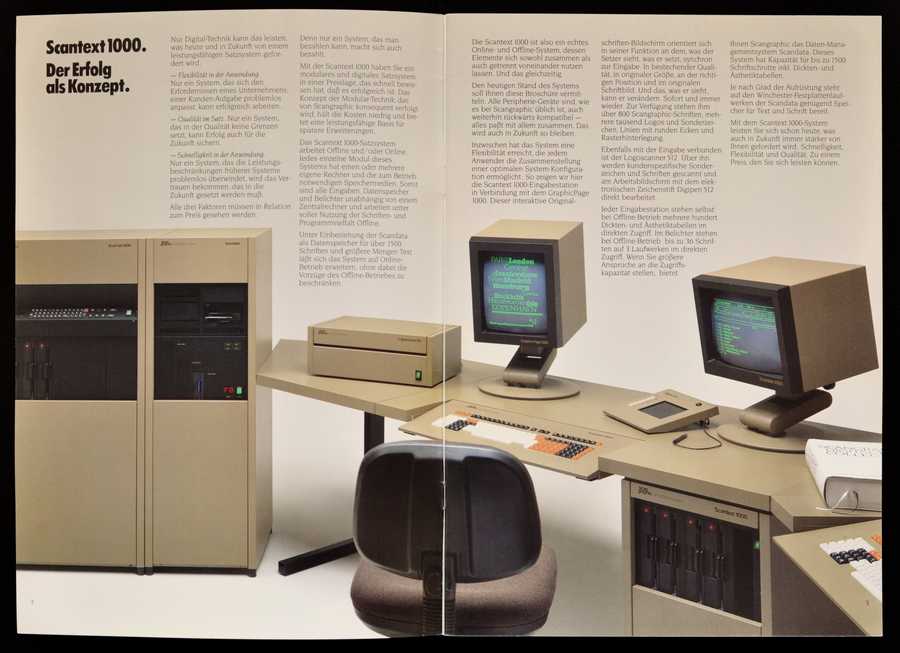 Scantext 1000.
Der Erfolg
als Konzept.
Nur Digital-Technik kann das leisten,
was heute und in Zukunft von einem
leistungsfähigen Satzsystem gefor-
dert wird.
— Flexibilität in der Anwendung.
Nur ein System, das sich den
Erfordernissen eines Unternehmens,
einer Kunden-Aufgabe problemlos
anpasst, kann erfolgreich arbeiten.
— Qualität im Satz. Nur ein System,
das in der Qualität keine Grenzen
setzt, kann Erfolg auch für die
Zukunft sichern.
— Schnelligkeit in der Anwendung.
Nur ein System, das die Leistungs-
beschränkungen früherer Systeme
problemlos überwindet, wird das Ver-
trauen bekommen, das in die
Zukunft gesetzt werden muß.
Alle drei Faktoren müssen in Relation
zum Preis gesehen werden.
Denn nur ein System, das man
bezahlen kann, macht sich auch
bezahlt.
Mit der Scantext 1000 haben Sie ein
modulares und digitales Satzsystem
in einer Preislage, das schnell bewie-
sen hat, daß es erfolgreich ist. Das
Konzept der Modular-Technik, das
von Scangraphic konsequent verfolgt
wird, hält die Kosten niedrig und bie-
tet eine leistungsfähige Basis für
spätere Erweiterungen.
Das Scantext 1000-Satzsystem
arbeitet Offline und/oder Online.
Jedes einzelne Modul dieses
Systems hat einen oder mehrere
eigene Rechner und die zum Betrieb
notwendigen Speichermedien. Somit
sind alle Eingaben, Datenspeicher
und Belichter unabhängig von einem
Zentralrechner und arbeiten unter
voller Nutzung der Schriften- und
Programmvielfalt Offline.
Unter Einbeziehung der Scandata
als Datenspeicher für über 1500
Schriften und größere Mengen Text
läßt sich das System auf Online-
Betrieb erweitern, ohne dabei die
Vorzüge des Offline-Betriebes zu
beschränken.
Die Scantext 1000 ist also ein echtes
Online- und Offline-System, dessen
Elemente sich sowohl zusammen als
auch getrennt voneinander nutzen
lassen. Und das gleichzeitig.
Den heutigen Stand des Systems
soll Ihnen diese Broschüre vermit-
teln. Alle Peripherie-Geräte sind, wie
es bei Scangraphic üblich ist, auch
weiterhin rückwärts kompatibel —
alles paßt mit allem zusammen. Das
wird auch in Zukunft so bleiben.
Inzwischen hat das System eine
Flexibilität erreicht, die jedem
Anwender die Zusammenstellung
einer optimalen System-Konfigura-
tion ermöglicht. So zeigen wir hier
die Scantext 1000-Eingabestation
in Verbindung mit dem GraphicPage
1000. Dieser interaktive Original-
schriften-Bildschirm orientiert sich
in seiner Funktion an dem, was der
Setzer sieht, was er setzt, synchron
zur Eingabe. In bestechender Quali-
tät, in originaler Größe, an der richti-
gen Position und im originalen
Schriftbild. Und das, was er sieht,
kann er verändern. Sofort und immer
wieder. Zur Verfügung stehen ihm
über 800 Scangraphic-Schriften, meh-
rere tausend Logos und Sonderzei-
chen, Linien mit runden Ecken und
Rasterhinterlegung.
Ebenfalls mit der Eingabe verbunden
ist der Logoscanner 512. Über ihn
werden kundenspezifische Sonder-
zeichen und Schriften gescannt und
am Arbeitsbildschirm mit dem elek-
tronischen Zeichenstift Digipen 512
direkt bearbeitet.
Jeder Eingabestation stehen selbst
bei Offline-Betrieb mehrere hundert
Dickten- und Ästhetiktabellen im
direkten Zugriff. Im Belichter stehen
bei Offline-Betrieb bis zu 36 Schrif-
ten auf 3 Laufwerken im direkten
Zugriff. Wenn Sie größere
Ansprüche an die Zugriffs-
kapazität stellen, bietet
Ihnen Scangraphic das Daten-Mana-
gementsystem Scandata. Dieses
System hat Kapazität für bis zu 1500
Schriftschnitte inkl. Dickten- und
Ästhetiktabellen.
Je nach Grad der Aufrüstung steht
auf den Winchester-Festplattenlauf-
werken der Scandata genügend Spei-
cher für Text und Schrift bereit.
Mit dem Scantext 1000-System
leisten Sie sich schon heute, was
auch in Zukunft immer stärker von
Ihnen gefordert wird. Schnelligkeit,
Flexibilität und Qualität. Zu einem
Preis, den Sie sich leisten können.
PARIS London
Madrid
Hamburg
Scantext 1000